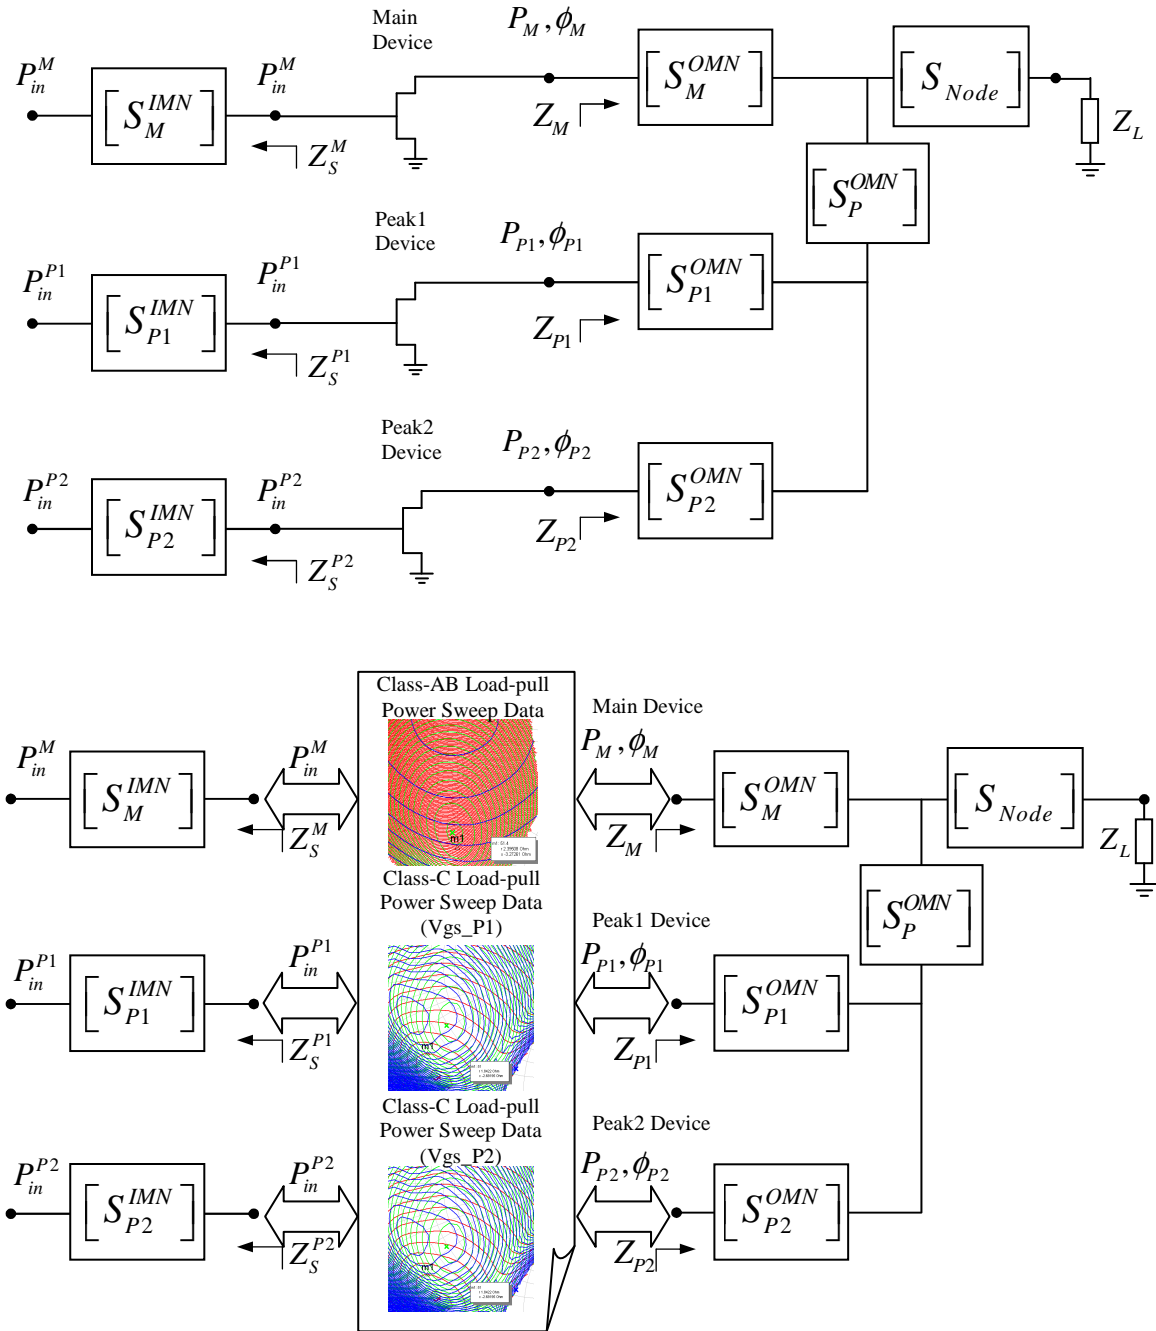 Main
Device
P_M, ϕ_M
P_in^M
[S_M^IMN]
P_in^M
Z_S^M
Z_M
[S_M^OMN]
[S_Node]
Z_L
[S_P^OMN]
Peak1
Device
P_P1, ϕ_P1
P_in^P1
[S_P1^IMN]
P_in^P1
Z_S^P1
Z_P1
[S_P1^OMN]
Peak2
Device
P_P2, ϕ_P2
P_in^P2
[S_P2^IMN]
P_in^P2
Z_S^P2
Z_P2
[S_P2^OMN]
Class-AB Load-pull
Power Sweep Data
m1
Main Device
P_in^M
[S_M^IMN]
P_in^M
Z_S^M
P_M, ϕ_M
Z_M
[S_M^OMN]
[S_Node]
Z_L
[S_P^OMN]
Class-C Load-pull
Power Sweep Data
(Vgs_P1)
m1
Peak1 Device
P_in^P1
[S_P1^IMN]
P_in^P1
Z_S^P1
P_P1, ϕ_P1
Z_P1
[S_P1^OMN]
Class-C Load-pull
Power Sweep Data
(Vgs_P2)
m1
Peak2 Device
P_in^P2
[S_P2^IMN]
P_in^P2
Z_S^P2
P_P2, ϕ_P2
Z_P2
[S_P2^OMN]